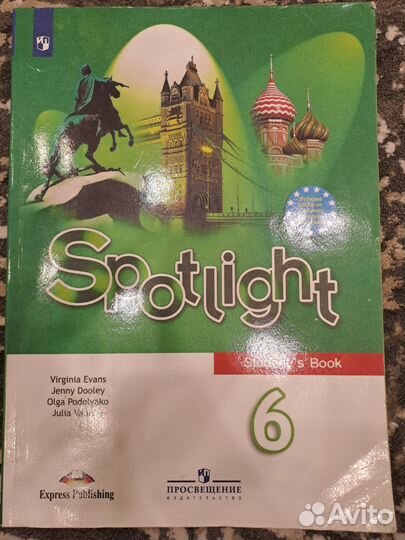 Spotlight
Student's Book
Virginia Evans
Jenny Dooley
Olga Podolyako
Julia
6
Express Publishing
ПРОСВЕЩЕНИЕ
ИЗДАТЕЛЬСТВО
Avito